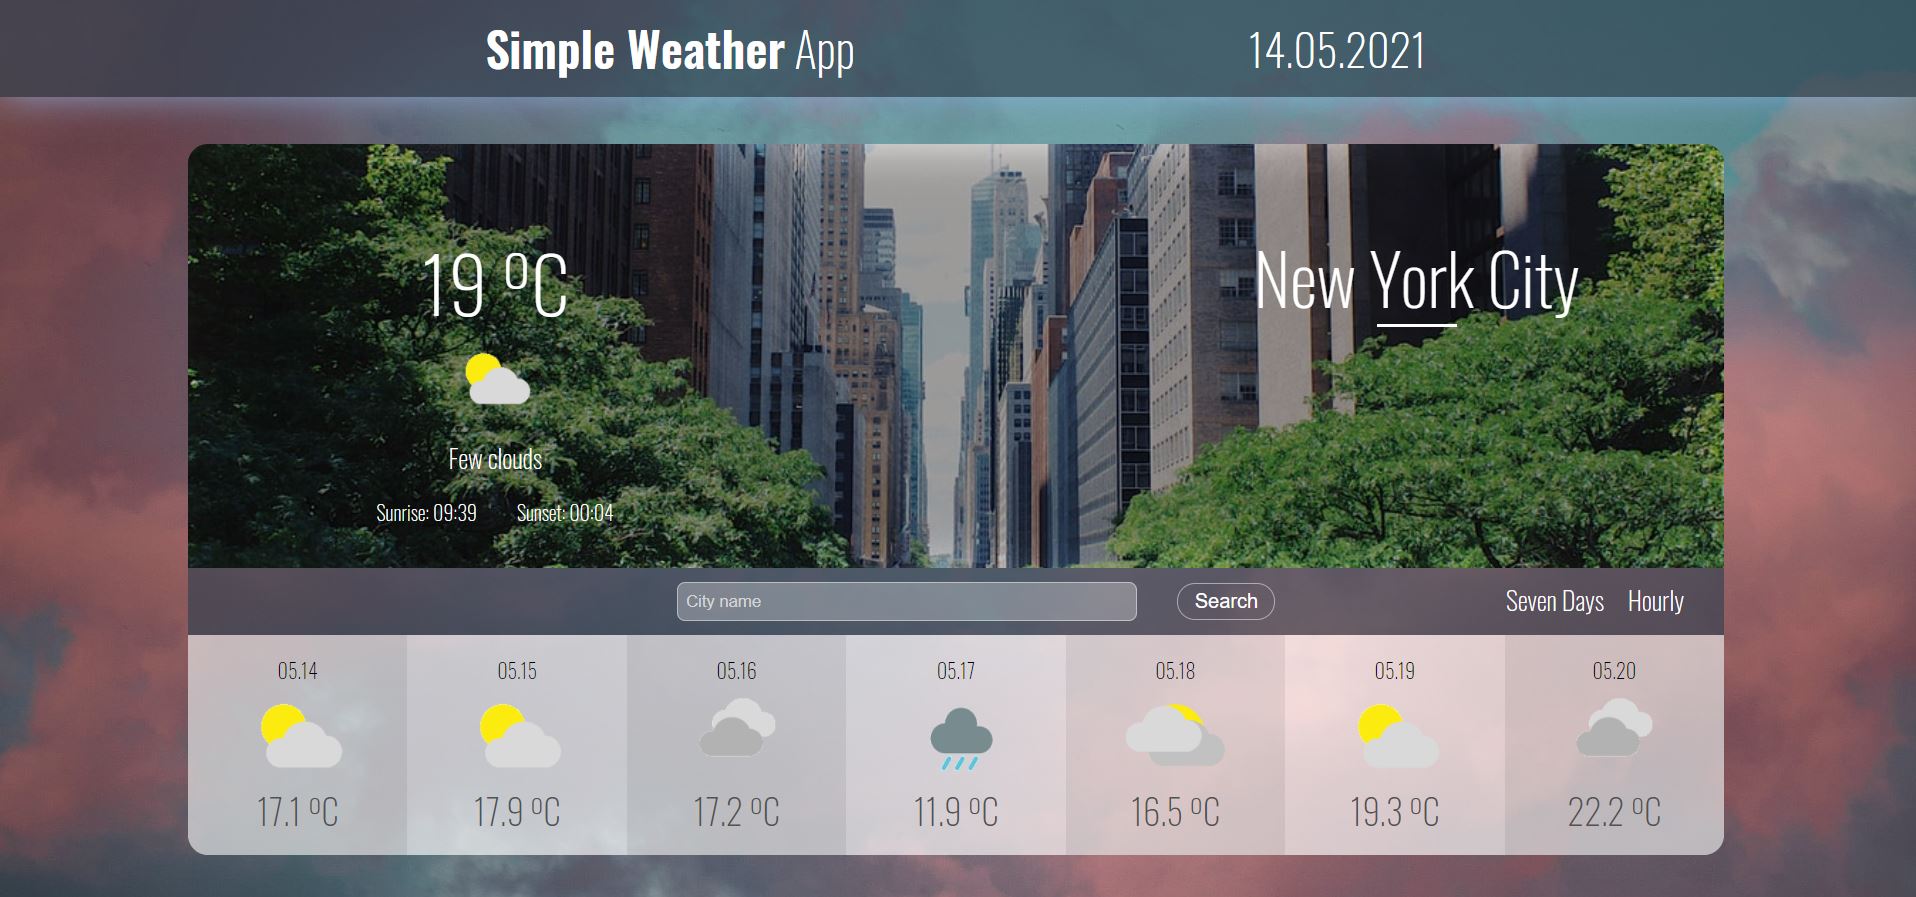 Simple Weather App
14.05.2021
19 ºC
New York City
Few clouds
Sunrise: 09:39 Sunset: 00:04
City name
Search
Seven Days Hourly
05.14 05.15 05.16 05.17 05.18 05.19 05.20
17.1 ºC 17.9 ºC 17.2 ºC 11.9 ºC 16.5 ºC 19.3 ºC 22.2 ºC